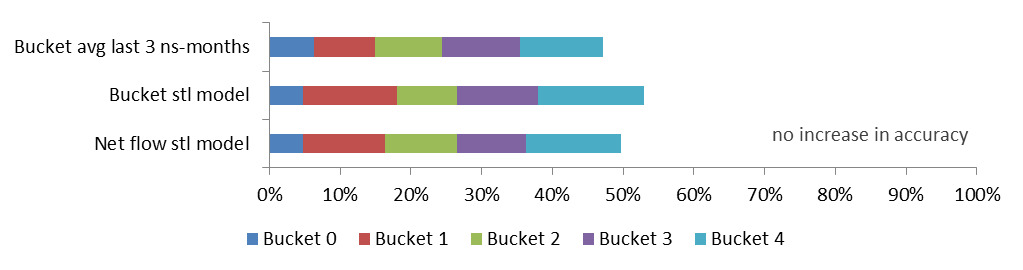 Bucket avg last 3 ns-months
Bucket stl model
Net flow stl model
no increase in accuracy
0% 10% 20% 30% 40% 50% 60% 70% 80% 90% 100%
Bucket 0 Bucket 1 Bucket 2 Bucket 3 Bucket 4